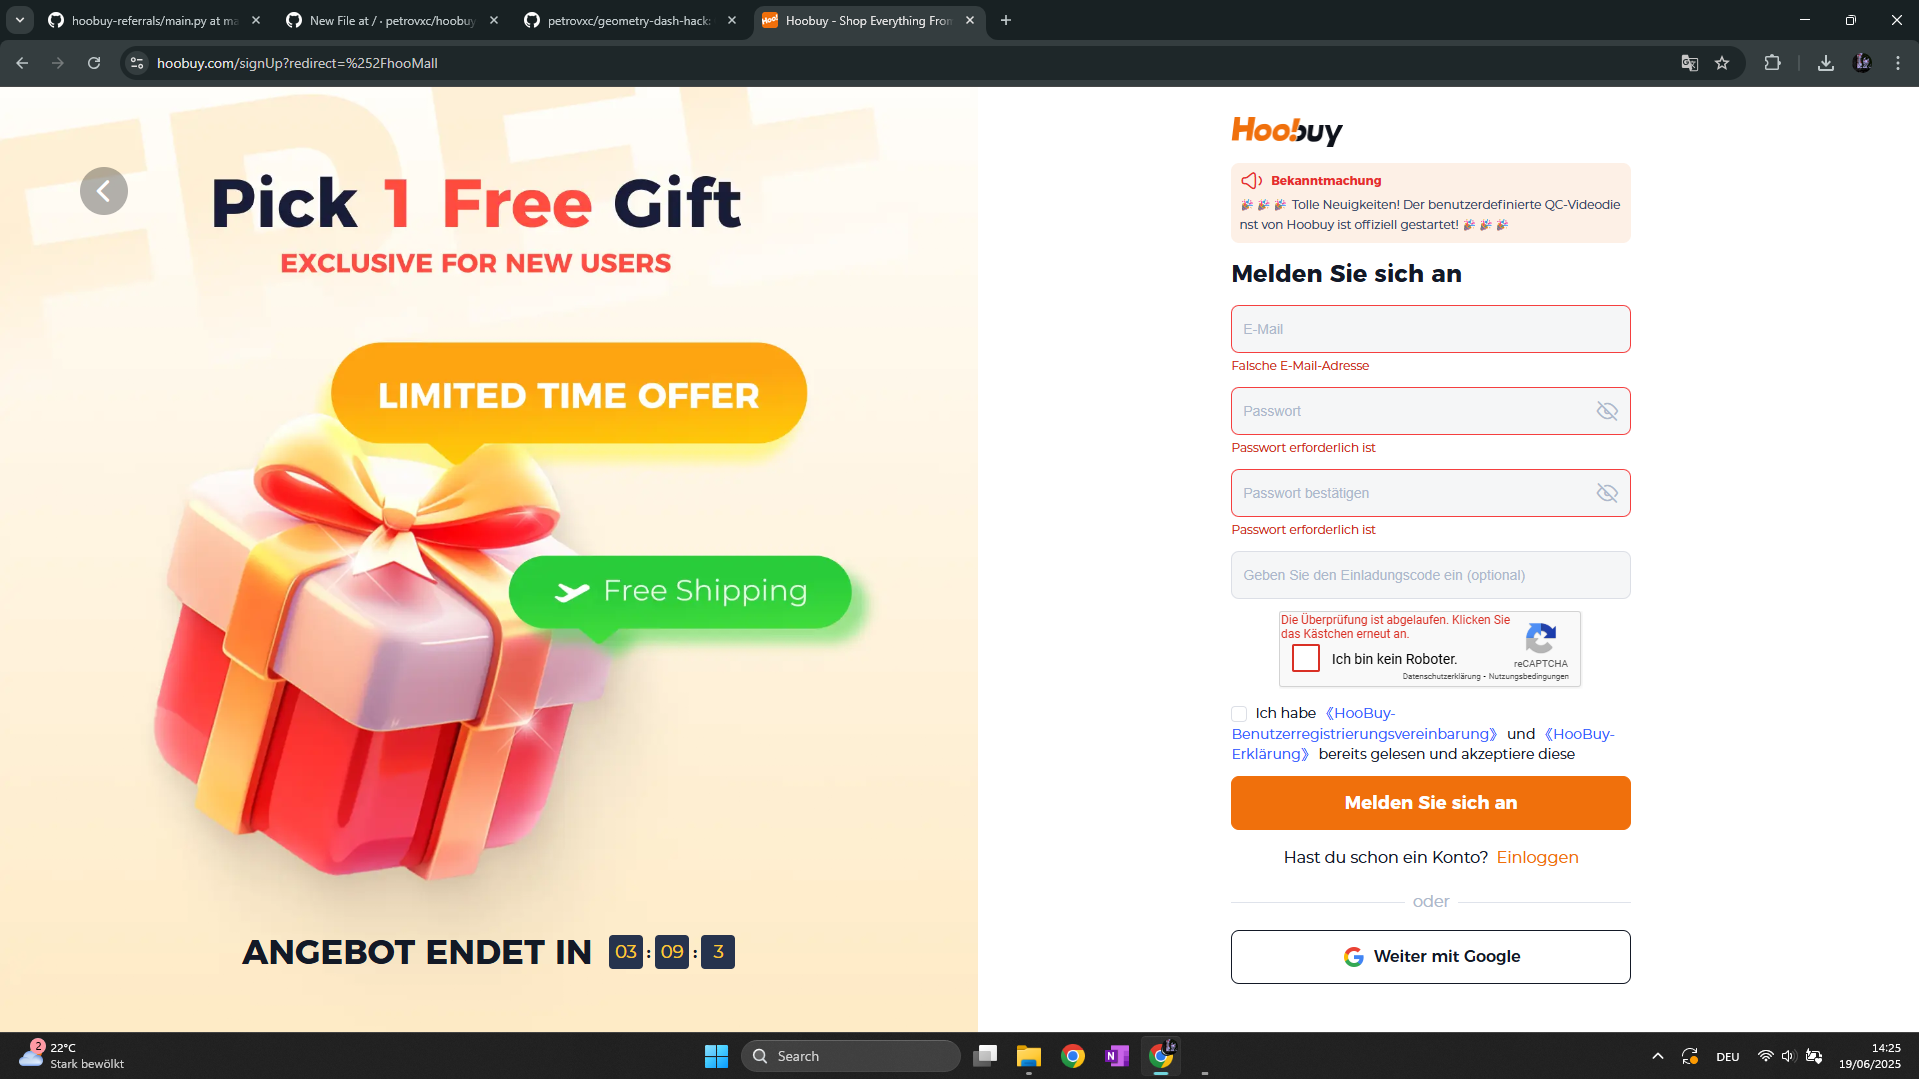 hoobuy-referrals/main.py at ma
New File at / · petrovxc/hoobuy
petrovxc/geometry-dash-hack:
Hoobuy - Shop Everything From
hoobuy.com/signUp?redirect=%252FhooMall
FREE
Pick 1 Free Gift
EXCLUSIVE FOR NEW USERS
LIMITED TIME OFFER
Free Shipping
ANGEBOT ENDET IN 03 : 09 : 3
Hoo!buy
Bekanntmachung
🎉 🎉 🎉 Tolle Neuigkeiten! Der benutzerdefinierte QC-Videodie
nst von Hoobuy ist offiziell gestartet! 🎉 🎉 🎉
Melden Sie sich an
E-Mail
Falsche E-Mail-Adresse
Passwort
Passwort erforderlich ist
Passwort bestätigen
Passwort erforderlich ist
Geben Sie den Einladungscode ein (optional)
Die Überprüfung ist abgelaufen. Klicken Sie
das Kästchen erneut an.
Ich bin kein Roboter.
reCAPTCHA
Datenschutzerklärung - Nutzungsbedingungen
Ich habe 《HooBuy-
Benutzerregistrierungsvereinbarung》 und 《HooBuy-
Erklärung》 bereits gelesen und akzeptiere diese
Melden Sie sich an
Hast du schon ein Konto? Einloggen
oder
Weiter mit Google
2
22°C
Stark bewölkt
Search
DEU
14:25
19/06/2025